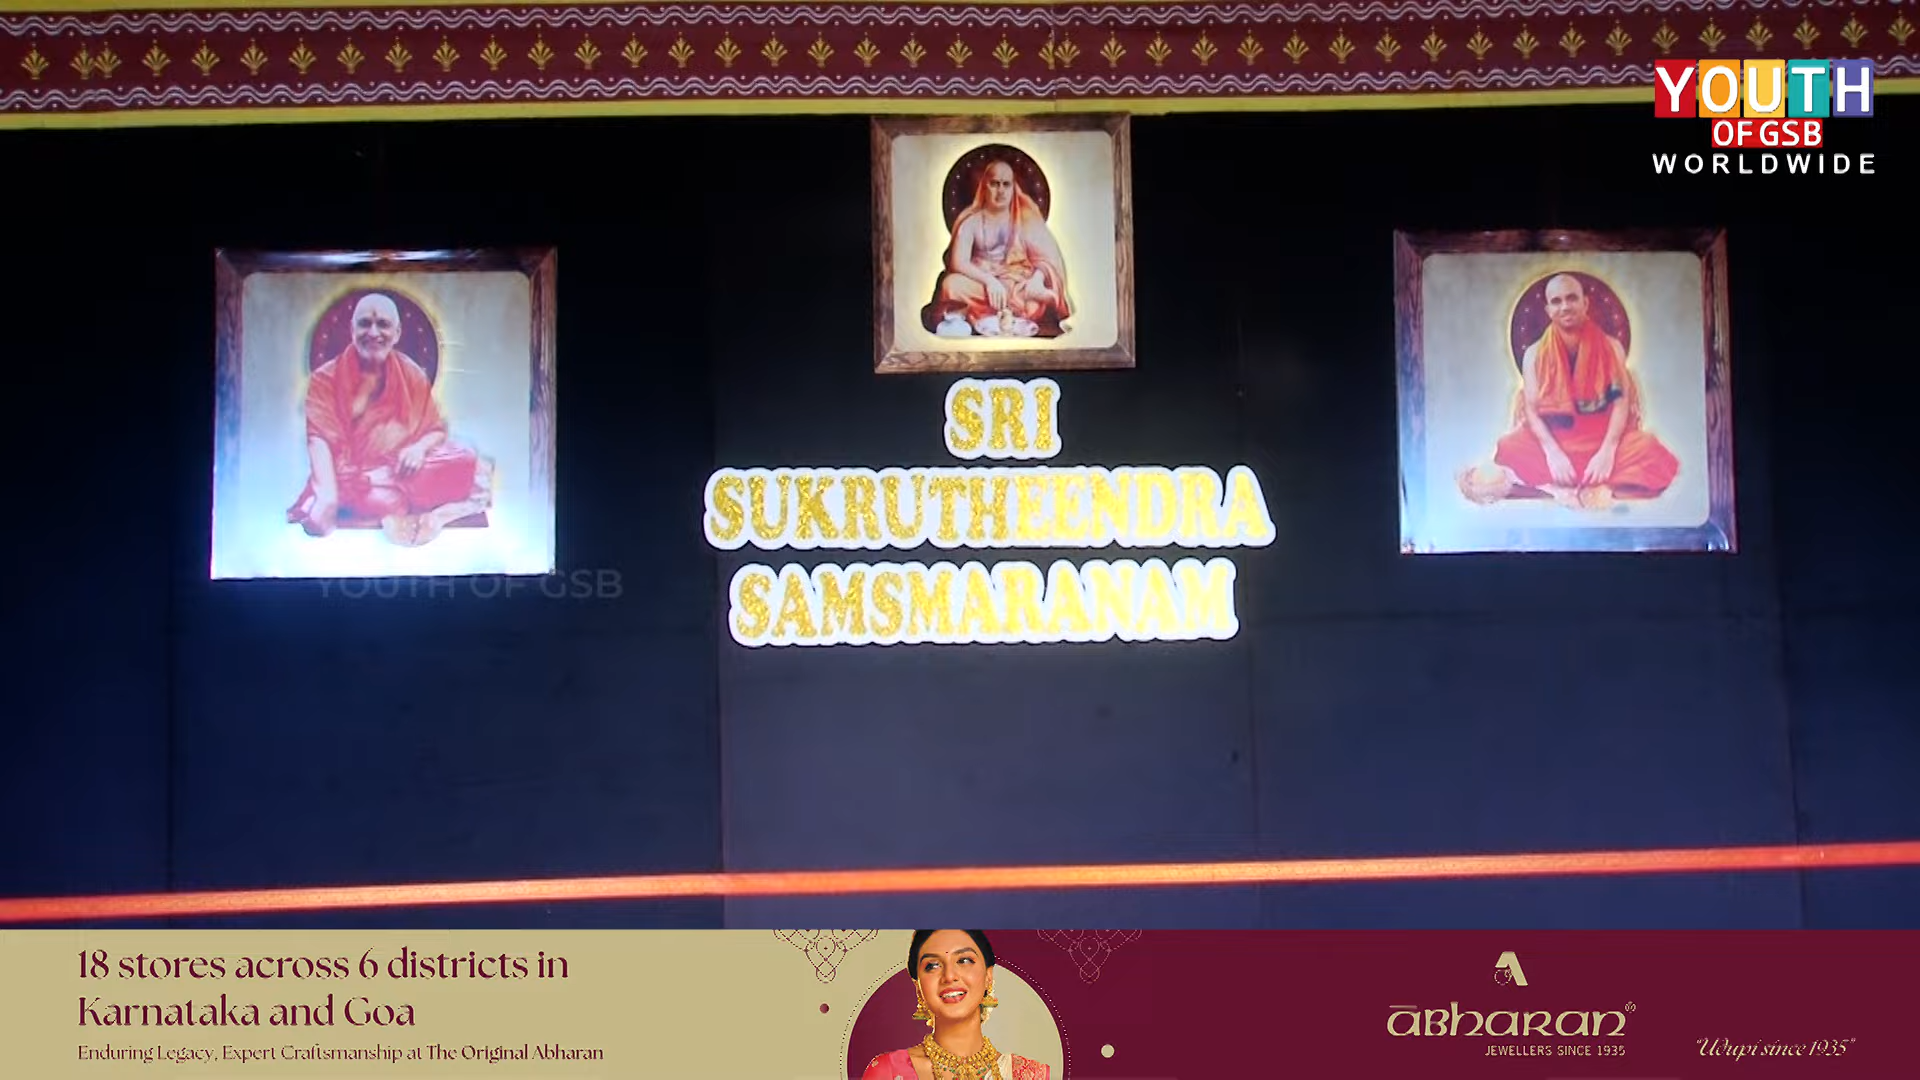 YOUTH
OF GSB
WORLDWIDE
SRI
SUKRUTHEENDRA
SAMSMARANAM
YOUTH OF GSB
18 stores across 6 districts in
Karnataka and Goa
Enduring Legacy, Expert Craftsmanship at The Original Abharan
abharan
JEWELLERS SINCE 1935
"Udupi since 1935"